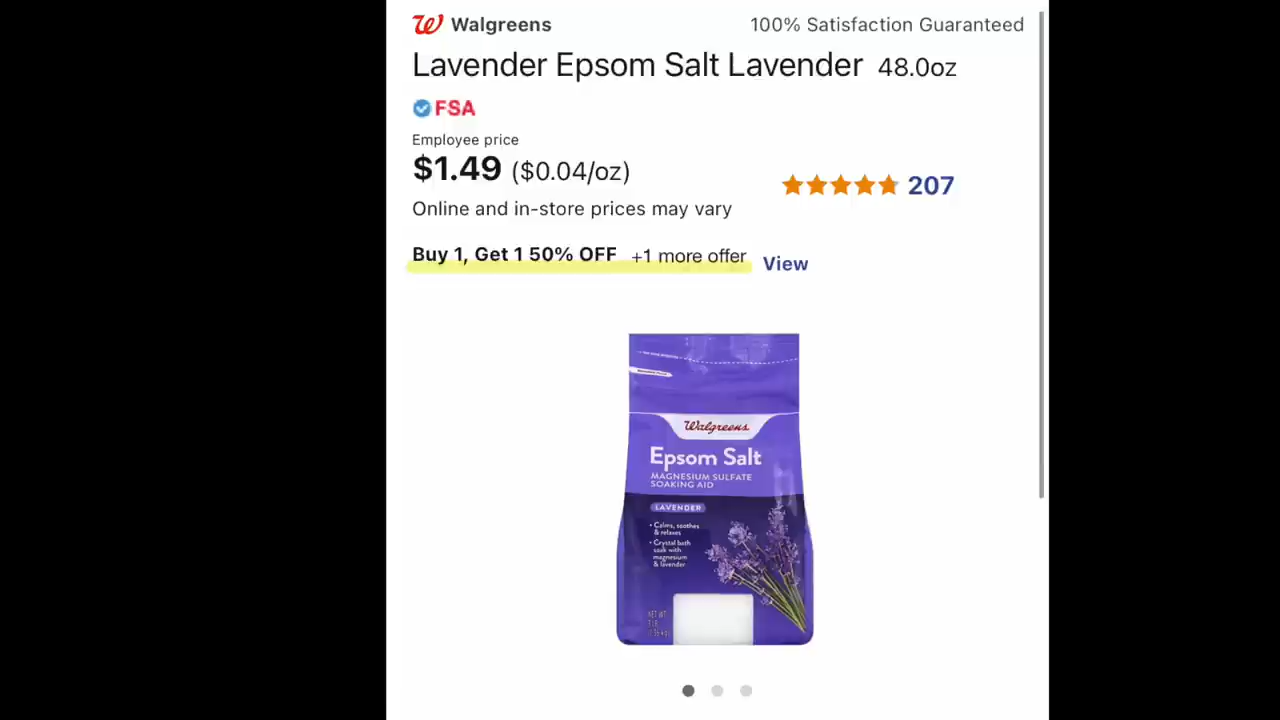 Walgreens
100% Satisfaction Guaranteed
Lavender Epsom Salt Lavender 48.0oz
FSA
Employee price
$1.49 ($0.04/oz)
207
Online and in-store prices may vary
Buy 1, Get 1 50% OFF +1 more offer View
Walgreens
Epsom Salt
MAGNESIUM SULFATE
SOAKING AID
LAVENDER
• Calms, soothes
& relaxes
• Crystal bath
soak with
magnesium
& lavender
NET WT